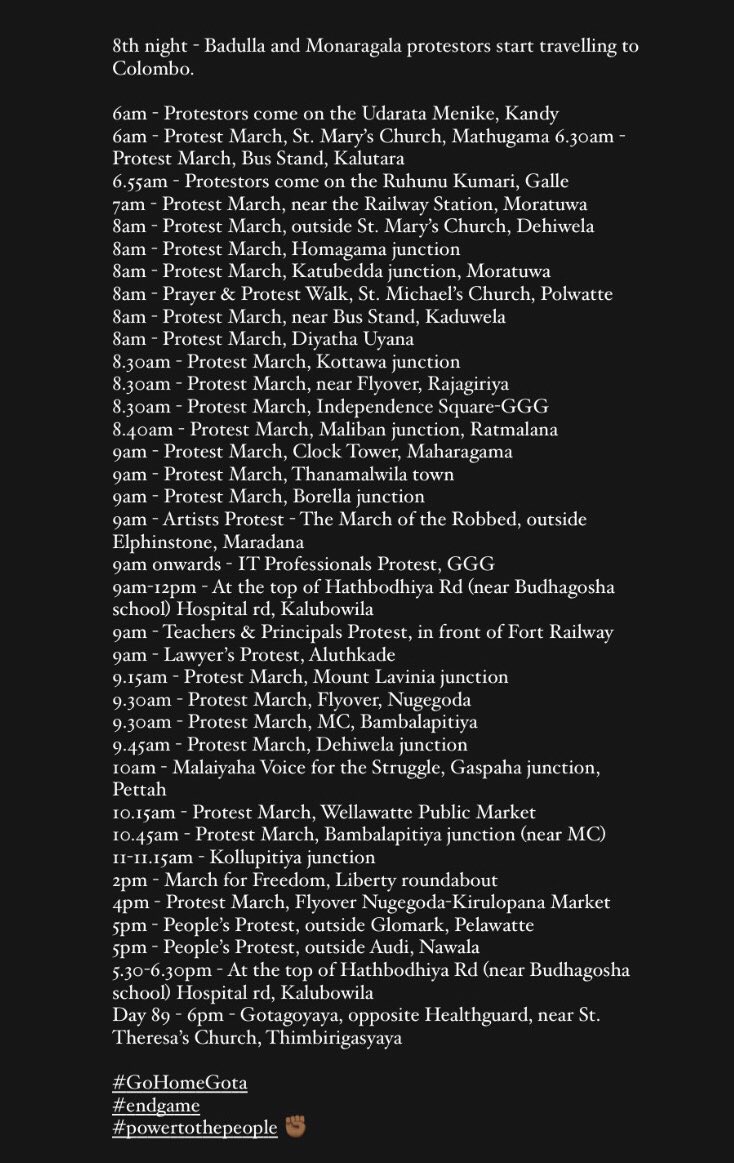 8th night - Badulla and Monaragala protestors start travelling to
Colombo.
6am - Protestors come on the Udarata Menike, Kandy
6am - Protest March, St. Mary's Church, Mathugama 6.30am -
Protest March, Bus Stand, Kalutara
6.55am - Protestors come on the Ruhunu Kumari, Galle
7am - Protest March, near the Railway Station, Moratuwa
8am - Protest March, outside St. Mary's Church, Dehiwela
8am - Protest March, Homagama junction
8am - Protest March, Katubedda junction, Moratuwa
8am - Prayer & Protest Walk, St. Michael's Church, Polwatte
8am - Protest March, near Bus Stand, Kaduwela
8am - Protest March, Diyatha Uyana
8.30am - Protest March, Kottawa junction
8.30am - Protest March, near Flyover, Rajagiriya
8.30am - Protest March, Independence Square-GGG
8.40am - Protest March, Maliban junction, Ratmalana
9am - Protest March, Clock Tower, Maharagama
9am - Protest March, Thanamalwila town
9am - Protest March, Borella junction
9am - Artists Protest - The March of the Robbed, outside
Elphinstone, Maradana
9am onwards - IT Professionals Protest, GGG
9am-12pm - At the top of Hathbodhiya Rd (near Budhagosha
school) Hospital rd, Kalubowila
9am - Teachers & Principals Protest, in front of Fort Railway
9am - Lawyer's Protest, Aluthkade
9.15am - Protest March, Mount Lavinia junction
9.30am - Protest March, Flyover, Nugegoda
9.30am - Protest March, MC, Bambalapitiya
9.45am - Protest March, Dehiwela junction
10am - Malaiyaha Voice for the Struggle, Gaspaha junction,
Pettah
10.15am - Protest March, Wellawatte Public Market
10.45am - Protest March, Bambalapitiya junction (near MC)
11-11.15am - Kollupitiya junction
2pm - March for Freedom, Liberty roundabout
4pm - Protest March, Flyover Nugegoda-Kirulopana Market
5pm - People's Protest, outside Glomark, Pelawatte
5pm - People's Protest, outside Audi, Nawala
5.30-6.30pm - At the top of Hathbodhiya Rd (near Budhagosha
school) Hospital rd, Kalubowila
Day 89 - 6pm - Gotagoyaya, opposite Healthguard, near St.
Theresa's Church, Thimbirigasyaya
#GoHomeGota
#endgame
#powertothepeople ✊🏾